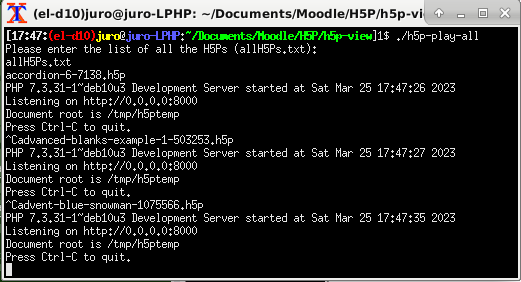 (el-d10)juro@juro-LPHP: ~/Documents/Moodle/H5P/h5p-vie
[17:47:(el-d10)juro@juro-LPHP:~/Documents/Moodle/H5P/h5p-view]1$ ./h5p-play-all
Please enter the list of all the H5Ps (allH5Ps.txt):
allH5Ps.txt
accordion-6-7138.h5p
PHP 7.3.31-1~deb10u3 Development Server started at Sat Mar 25 17:47:26 2023
Listening on http://0.0.0.0:8000
Document root is /tmp/h5ptemp
Press Ctrl-C to quit.
^Cadvanced-blanks-example-1-503253.h5p
PHP 7.3.31-1~deb10u3 Development Server started at Sat Mar 25 17:47:27 2023
Listening on http://0.0.0.0:8000
Document root is /tmp/h5ptemp
Press Ctrl-C to quit.
^Cadvent-blue-snowman-1075566.h5p
PHP 7.3.31-1~deb10u3 Development Server started at Sat Mar 25 17:47:35 2023
Listening on http://0.0.0.0:8000
Document root is /tmp/h5ptemp
Press Ctrl-C to quit.